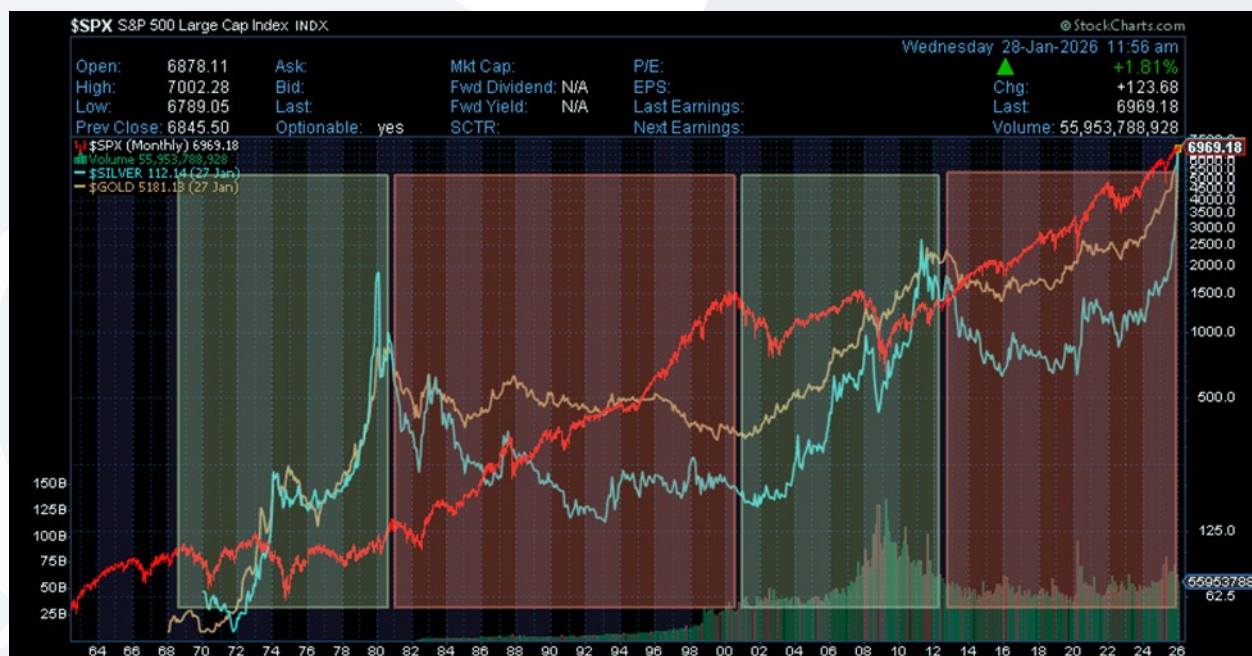 $SPX S&P 500 Large Cap Index INDX
© StockCharts.com
Wednesday 28-Jan-2026 11:56 am
Open: 6878.11 Ask: Mkt Cap: P/E: +1.81%
High: 7002.28 Bid: Fwd Dividend: N/A EPS: Chg: +123.68
Low: 6789.05 Last: Fwd Yield: N/A Last Earnings: Last: 6969.18
Prev Close: 6845.50 Optionable: yes SCTR: Next Earnings: Volume: 55,953,788,928
$SPX (Monthly) 6969.18
Volume 55,953,788,928
$SILVER 112.14 (27 Jan)
$GOLD 5181.13 (27 Jan)
6969.18
4500.0
4000.0
3500.0
3000.0
2500.0
2000.0
1500.0
1000.0
500.0
150B
125B
125.0
100B
75B
50B
55953788
62.5
25B
64 66 68 70 72 74 76 78 80 82 84 86 88 90 92 94 96 98 00 02 04 06 08 10 12 14 16 18 20 22 24 26